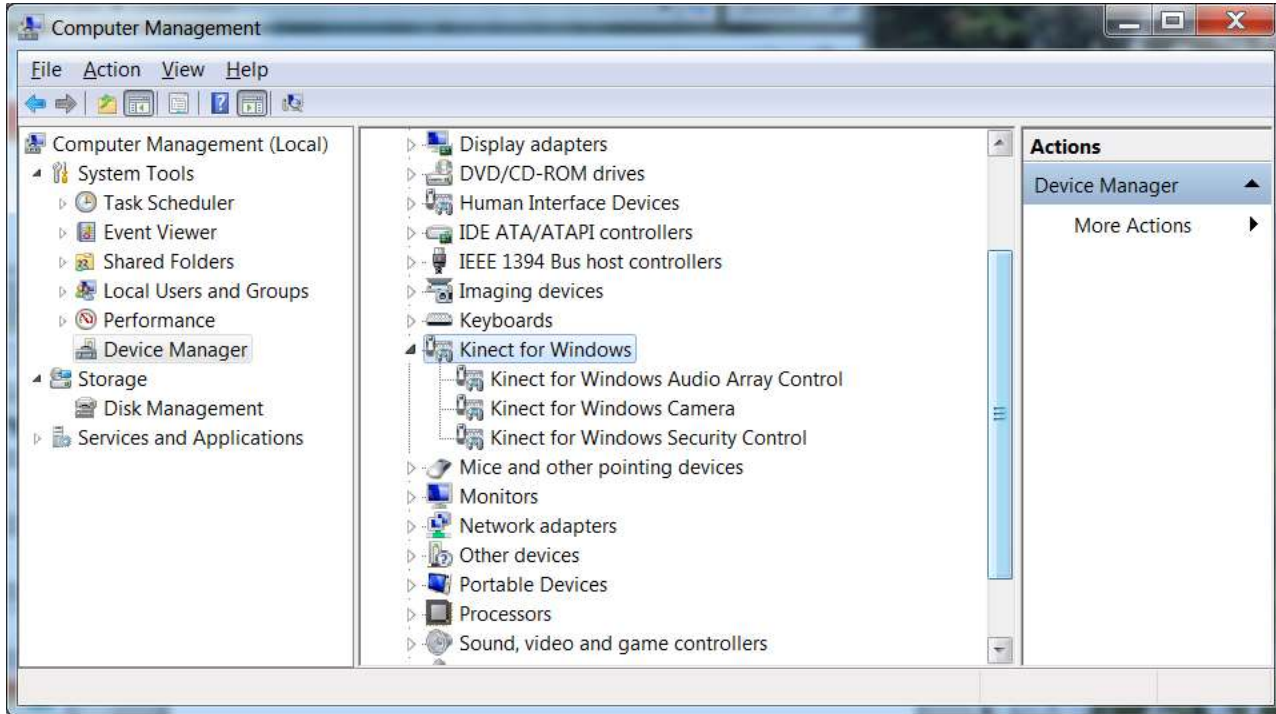 Computer Management
File Action View Help
Computer Management (Local)
System Tools
Task Scheduler
Event Viewer
Shared Folders
Local Users and Groups
Performance
Device Manager
Storage
Disk Management
Services and Applications
Display adapters
DVD/CD-ROM drives
Human Interface Devices
IDE ATA/ATAPI controllers
IEEE 1394 Bus host controllers
Imaging devices
Keyboards
Kinect for Windows
Kinect for Windows Audio Array Control
Kinect for Windows Camera
Kinect for Windows Security Control
Mice and other pointing devices
Monitors
Network adapters
Other devices
Portable Devices
Processors
Sound, video and game controllers
Actions
Device Manager
More Actions